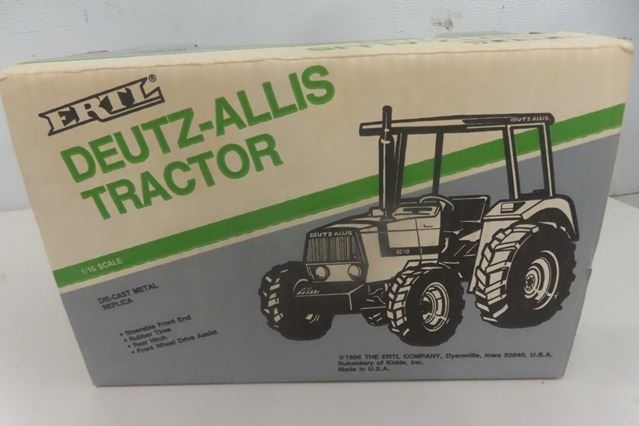 ERTL®
DEUTZ-ALLIS
TRACTOR
1/16 SCALE
DIE-CAST METAL
REPLICA
• Steerable Front End
• Rubber Tires
• Rear Hitch
• Front Wheel Drive Assist
DEUTZ ALLIS
DEUTZ-ALLIS
©1986 THE ERTL COMPANY, Dyersville, Iowa 52040, U.S.A.
Subsidiary of Kidde, Inc.
Made in U.S.A.